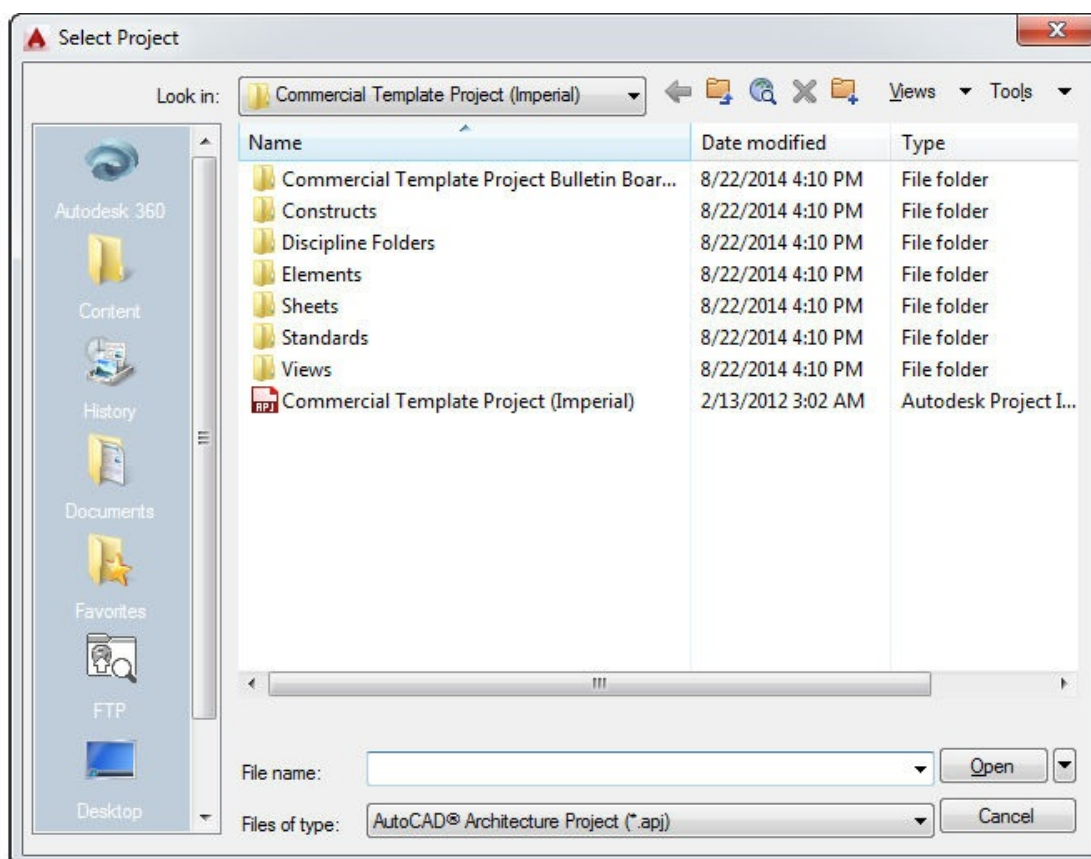 Select Project
Look in: Commercial Template Project (Imperial) Views Tools
Autodesk 360
Content
History
Documents
Favorites
FTP
Desktop
Name Date modified Type
Commercial Template Project Bulletin Boar... 8/22/2014 4:10 PM File folder
Constructs 8/22/2014 4:10 PM File folder
Discipline Folders 8/22/2014 4:10 PM File folder
Elements 8/22/2014 4:10 PM File folder
Sheets 8/22/2014 4:10 PM File folder
Standards 8/22/2014 4:10 PM File folder
Views 8/22/2014 4:10 PM File folder
APJ Commercial Template Project (Imperial) 2/13/2012 3:02 AM Autodesk Project I...
File name: Open
Files of type: AutoCAD® Architecture Project (*.apj) Cancel